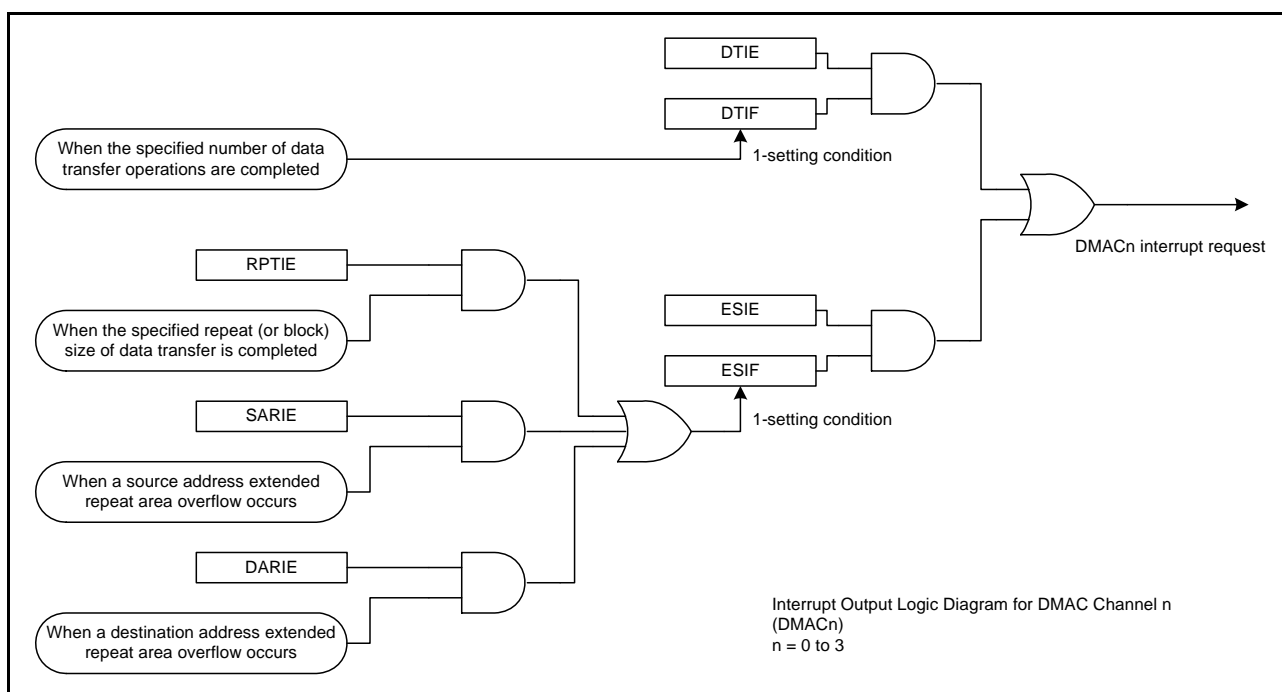 DTIE
DTIF
When the specified number of data
transfer operations are completed
1-setting condition
DMACn interrupt request
RPTIE
When the specified repeat (or block)
size of data transfer is completed
ESIE
ESIF
1-setting condition
SARIE
When a source address extended
repeat area overflow occurs
DARIE
When a destination address extended
repeat area overflow occurs
Interrupt Output Logic Diagram for DMAC Channel n
(DMACn)
n = 0 to 3